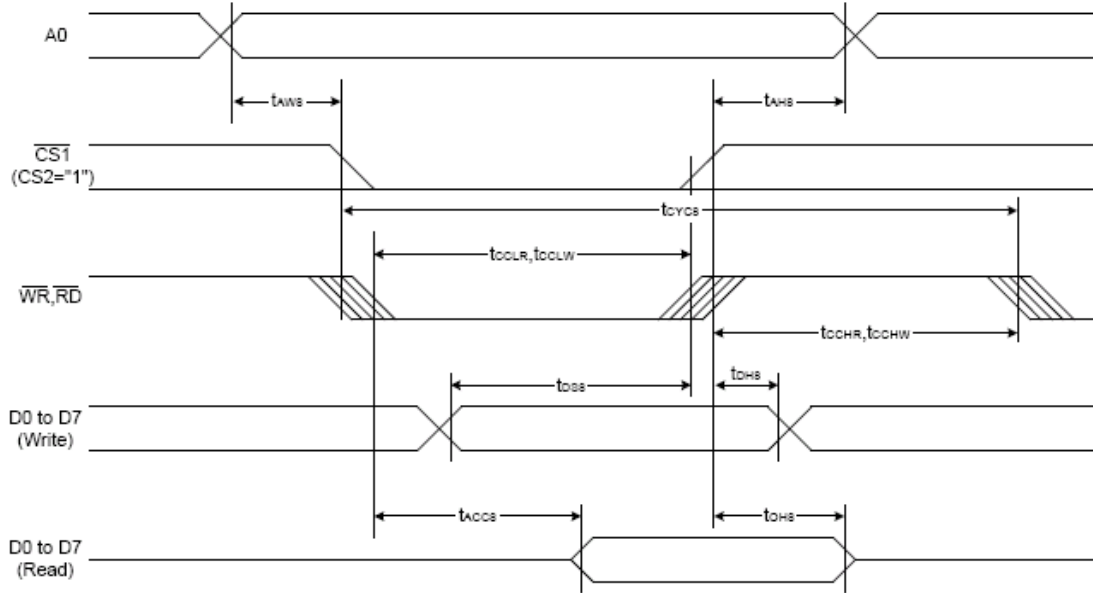 A0
tAW8
tAH8
CS1
(CS2="1")
tCYC8
tCCLR,tCCLW
WR,RD
tCCHR,tCCHW
tDS8
tDH8
D0 to D7
(Write)
tACC8
tOH8
D0 to D7
(Read)